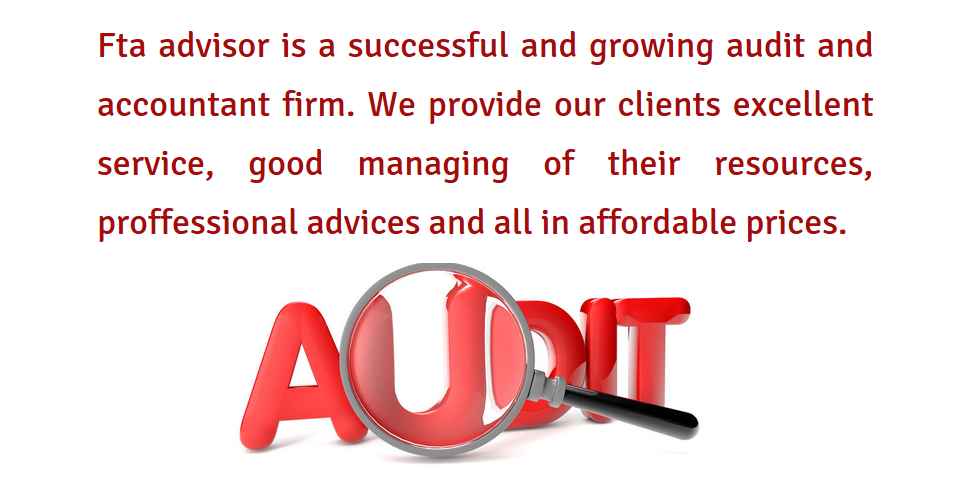 Fta advisor is a successful and growing audit and
accountant firm. We provide our clients excellent
service, good managing of their resources,
proffessional advices and all in affordable prices.
AUDIT